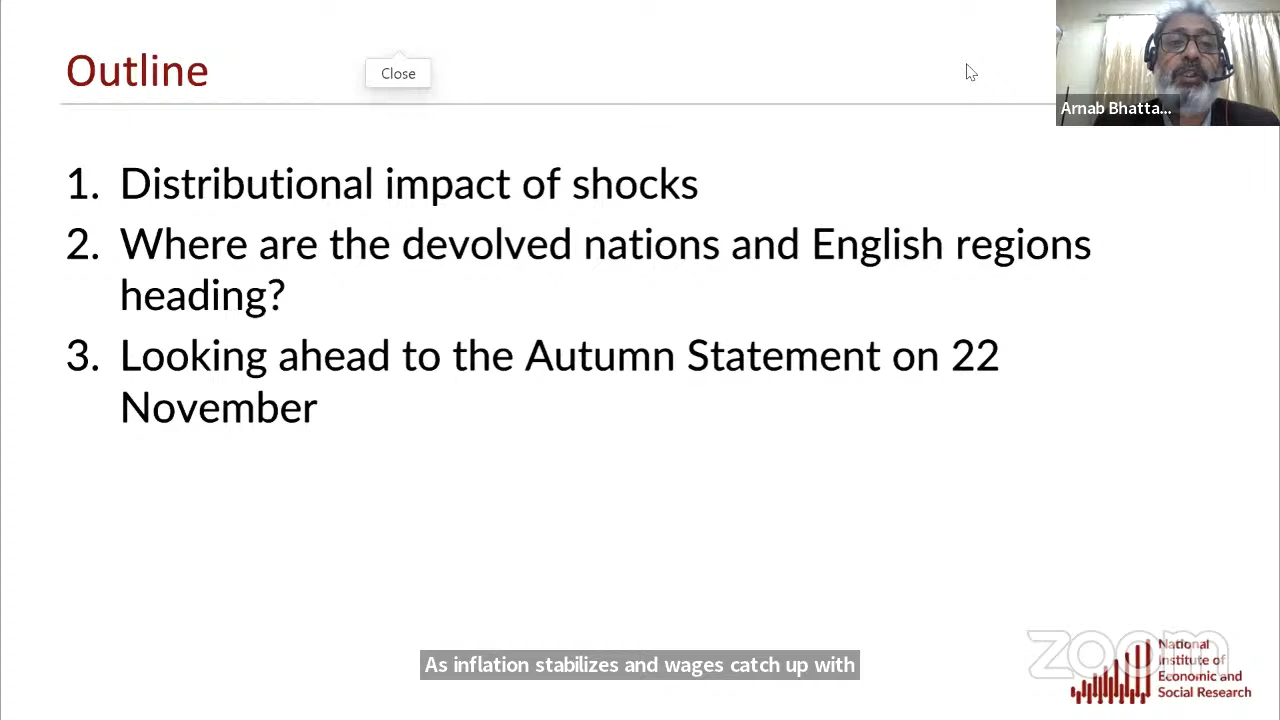 Outline
Close
Arnab Bhatta...
1. Distributional impact of shocks
2. Where are the devolved nations and English regions
heading?
3. Looking ahead to the Autumn Statement on 22
November
As inflation stabilizes and wages catch up with
zoom
National
Institute of
Economic and
Social Research